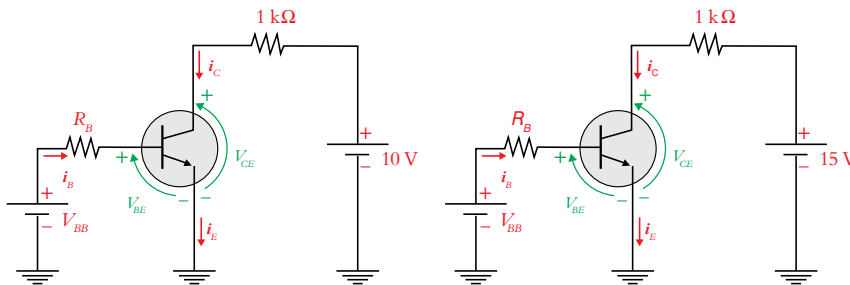 1 kΩ
i_C
+
R_B
+
V_CE
+
10 V
i_B
+
V_BE
−
−
−
V_BB
−
i_E
1 kΩ
i_C
+
R_B
+
V_CE
+
15 V
i_B
+
V_BE
−
−
−
V_BB
−
i_E